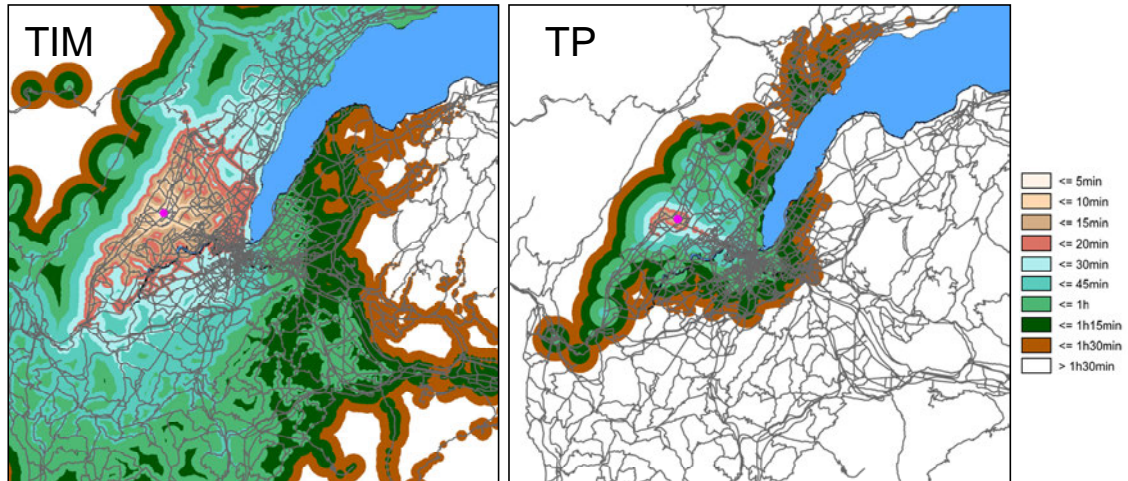 TIM
TP
<= 5min
<= 10min
<= 15min
<= 20min
<= 30min
<= 45min
<= 1h
<= 1h15min
<= 1h30min
> 1h30min